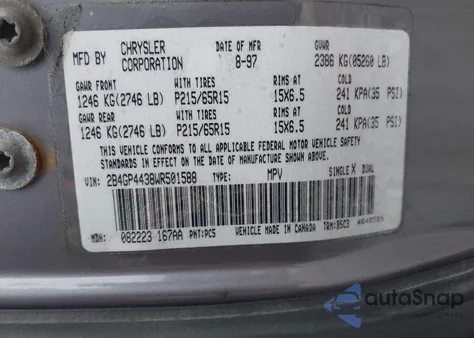 MFD BY CHRYSLER CORPORATION DATE OF MFR 8-97 GVWR 2386 KG(05260 LB)
GAWR FRONT WITH TIRES RIMS AT COLD
1246 KG(2746 LB) P215/65R15 15X6.5 241 KPA(35 PSI)
GAWR REAR WITH TIRES RIMS AT COLD
1246 KG(2746 LB) P215/65R15 15X6.5 241 KPA(35 PSI)
THIS VEHICLE CONFORMS TO ALL APPLICABLE FEDERAL MOTOR VEHICLE SAFETY
STANDARDS IN EFFECT ON THE DATE OF MANUFACTURE SHOWN ABOVE
VIN: 2B4GP4438WR501588 TYPE: MPV SINGLE X DUAL
MDH: 082223 167AA PNT:PC5 VEHICLE MADE IN CANADA TRM:B5C3
autaSnap